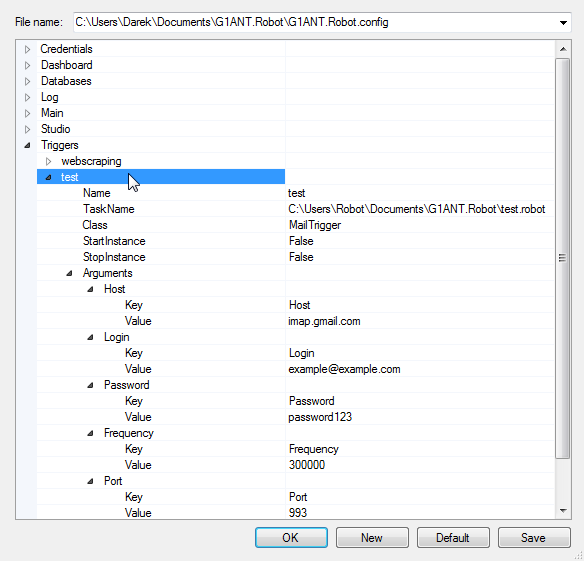 File name: C:\Users\Darek\Documents\G1ANT.Robot\G1ANT.Robot.config
Credentials
Dashboard
Databases
Log
Main
Studio
Triggers
webscraping
test
Name test
TaskName C:\Users\Robot\Documents\G1ANT.Robot\test.robot
Class MailTrigger
StartInstance False
StopInstance False
Arguments
Host
Key Host
Value imap.gmail.com
Login
Key Login
Value example@example.com
Password
Key Password
Value password123
Frequency
Key Frequency
Value 300000
Port
Key Port
Value 993
OK New Default Save